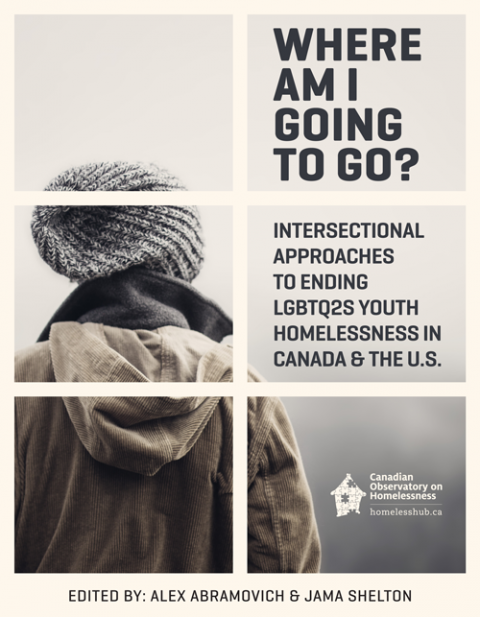 WHERE
AM I
GOING
TO GO?
INTERSECTIONAL
APPROACHES
TO ENDING
LGBTQ2S YOUTH
HOMELESSNESS IN
CANADA & THE U.S.
Canadian
Observatory on
Homelessness
homelesshub.ca
EDITED BY: ALEX ABRAMOVICH & JAMA SHELTON